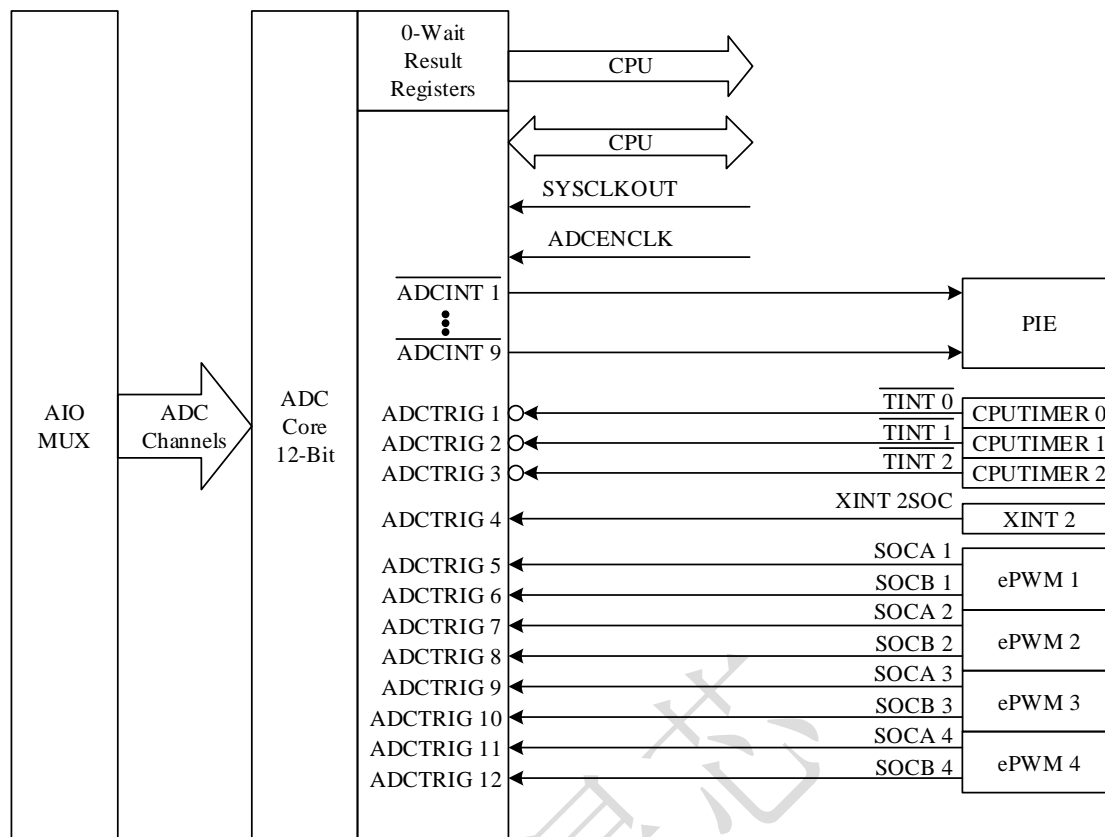 0-Wait
Result
Registers
CPU
CPU
SYSCLKOUT
ADCENCLK
ADCINT 1
ADCINT 9
PIE
AIO
MUX
ADC
Channels
ADC
Core
12-Bit
ADCTRIG 1
TINT 0
CPUTIMER 0
ADCTRIG 2
TINT 1
CPUTIMER 1
ADCTRIG 3
TINT 2
CPUTIMER 2
ADCTRIG 4
XINT 2SOC
XINT 2
ADCTRIG 5
SOCA 1
ePWM 1
ADCTRIG 6
SOCB 1
ADCTRIG 7
SOCA 2
ePWM 2
ADCTRIG 8
SOCB 2
ADCTRIG 9
SOCA 3
ePWM 3
ADCTRIG 10
SOCB 3
ADCTRIG 11
SOCA 4
ePWM 4
ADCTRIG 12
SOCB 4
芯